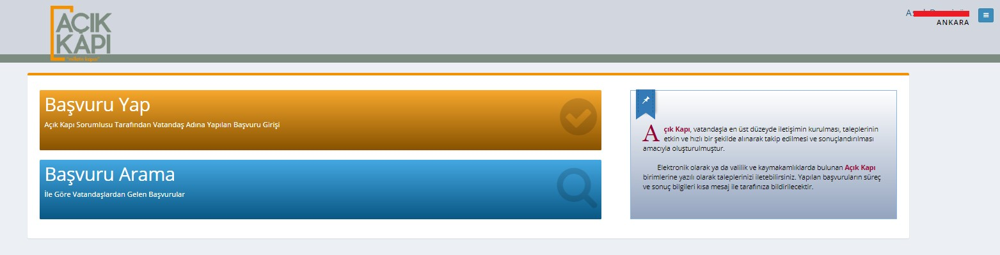 AÇIK
KAPI
"milletin kapısı"
ANKARA
Başvuru Yap
Açık Kapı Sorumlusu Tarafından Vatandaş Adına Yapılan Başvuru Girişi
Başvuru Arama
İle Göre Vatandaşlardan Gelen Başvurular
Açık Kapı, vatandaşla en üst düzeyde iletişimin kurulması, taleplerinin
etkin ve hızlı bir şekilde alınarak takip edilmesi ve sonuçlandırılması
amacıyla oluşturulmuştur.
Elektronik olarak ya da valilik ve kaymakamlıklarda bulunan Açık Kapı
birimlerine yazılı olarak taleplerinizi iletebilirsiniz. Yapılan başvuruların süreç
ve sonuç bilgileri kısa mesaj ile tarafınıza bildirilecektir.